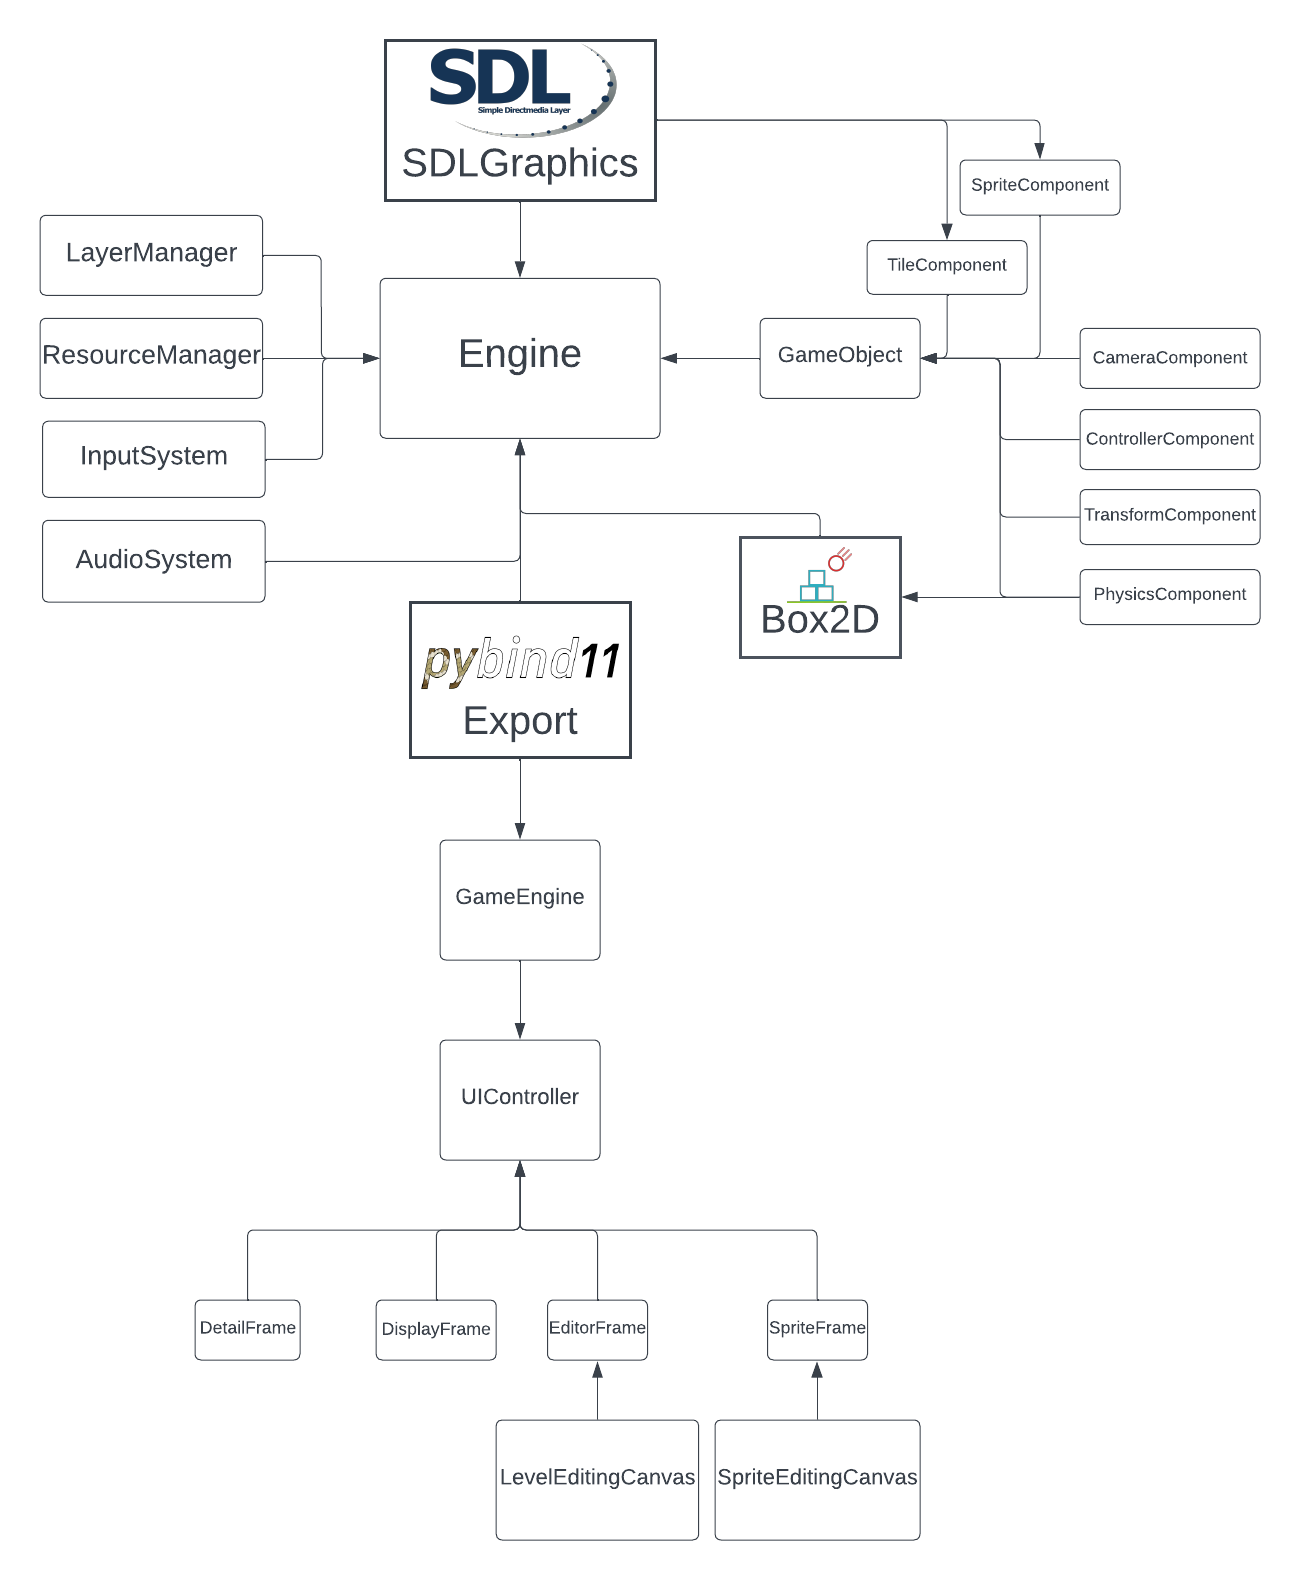 SDL
Simple Directmedia Layer
SDLGraphics
SpriteComponent
TileComponent
LayerManager
ResourceManager
InputSystem
AudioSystem
Engine
GameObject
CameraComponent
ControllerComponent
TransformComponent
PhysicsComponent
Box2D
pybind11
Export
GameEngine
UIController
DetailFrame
DisplayFrame
EditorFrame
SpriteFrame
LevelEditingCanvas
SpriteEditingCanvas